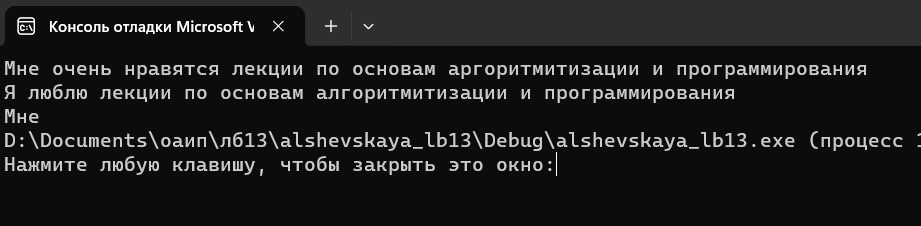 Консоль отладки Microsoft V
Мне очень нравятся лекции по основам аргоритмитизации и программирования
Я люблю лекции по основам алгоритмитизации и программирования
Мне
D:\Documents\оаип\лб13\alshevskaya_lb13\Debug\alshevskaya_lb13.exe (процесс 1
Нажмите любую клавишу, чтобы закрыть это окно: